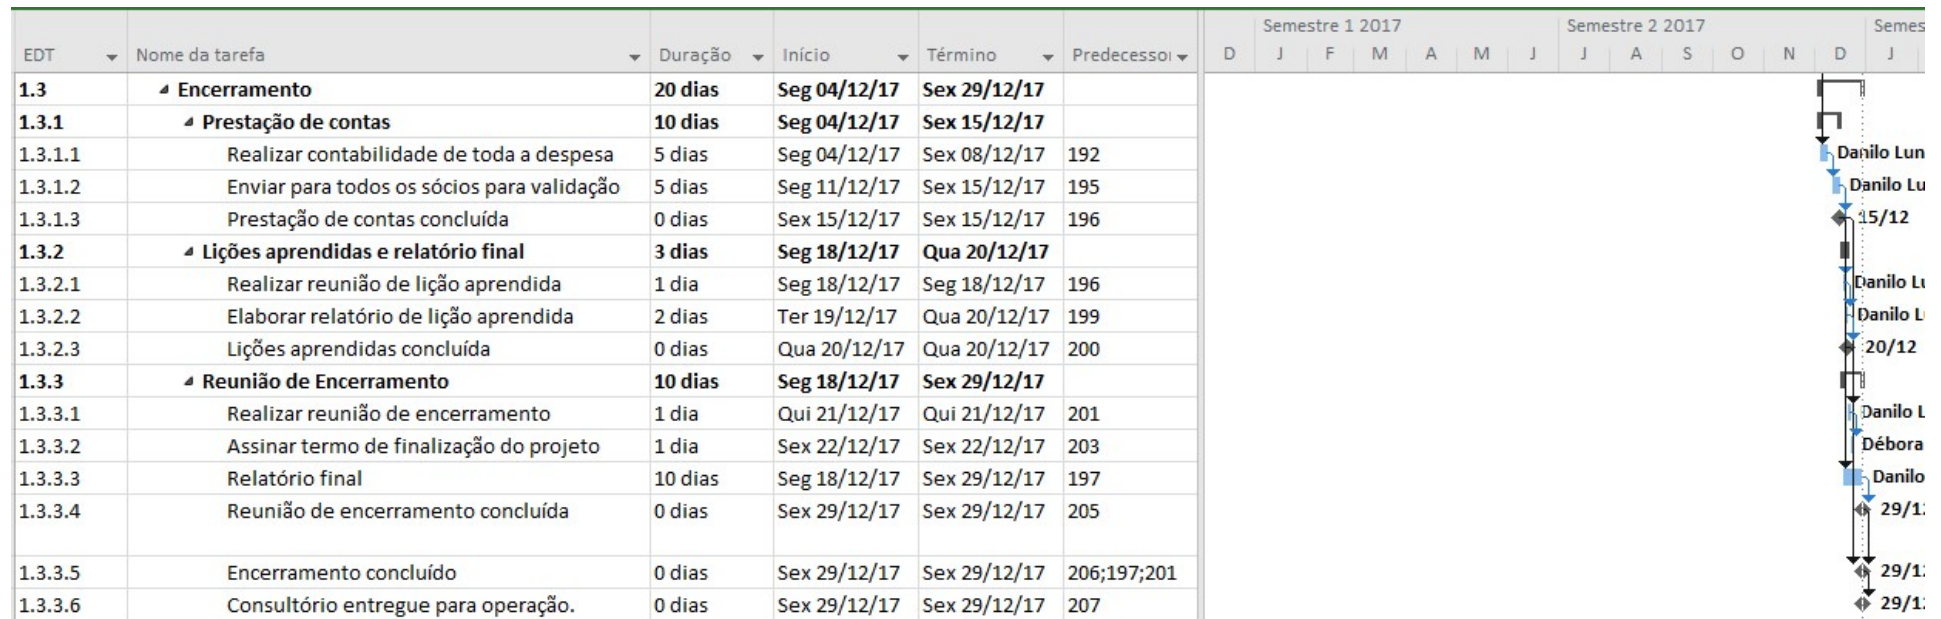 Semestre 1 2017 Semestre 2 2017 Semes
EDT Nome da tarefa Duração Início Término Predecessor D J F M A M J J A S O N D J
1.3 Encerramento 20 dias Seg 04/12/17 Sex 29/12/17
1.3.1 Prestação de contas 10 dias Seg 04/12/17 Sex 15/12/17
1.3.1.1 Realizar contabilidade de toda a despesa 5 dias Seg 04/12/17 Sex 08/12/17 192 Danilo Lun
1.3.1.2 Enviar para todos os sócios para validação 5 dias Seg 11/12/17 Sex 15/12/17 195 Danilo Lu
1.3.1.3 Prestação de contas concluída 0 dias Sex 15/12/17 Sex 15/12/17 196 15/12
1.3.2 Lições aprendidas e relatório final 3 dias Seg 18/12/17 Qua 20/12/17
1.3.2.1 Realizar reunião de lição aprendida 1 dia Seg 18/12/17 Seg 18/12/17 196 Danilo Lu
1.3.2.2 Elaborar relatório de lição aprendida 2 dias Ter 19/12/17 Qua 20/12/17 199 Danilo L
1.3.2.3 Lições aprendidas concluída 0 dias Qua 20/12/17 Qua 20/12/17 200 20/12
1.3.3 Reunião de Encerramento 10 dias Seg 18/12/17 Sex 29/12/17
1.3.3.1 Realizar reunião de encerramento 1 dia Qui 21/12/17 Qui 21/12/17 201 Danilo L
1.3.3.2 Assinar termo de finalização do projeto 1 dia Sex 22/12/17 Sex 22/12/17 203 Débora
1.3.3.3 Relatório final 10 dias Seg 18/12/17 Sex 29/12/17 197 Danilo
1.3.3.4 Reunião de encerramento concluída 0 dias Sex 29/12/17 Sex 29/12/17 205 29/12
1.3.3.5 Encerramento concluído 0 dias Sex 29/12/17 Sex 29/12/17 206;197;201 29/12
1.3.3.6 Consultório entregue para operação. 0 dias Sex 29/12/17 Sex 29/12/17 207 29/12